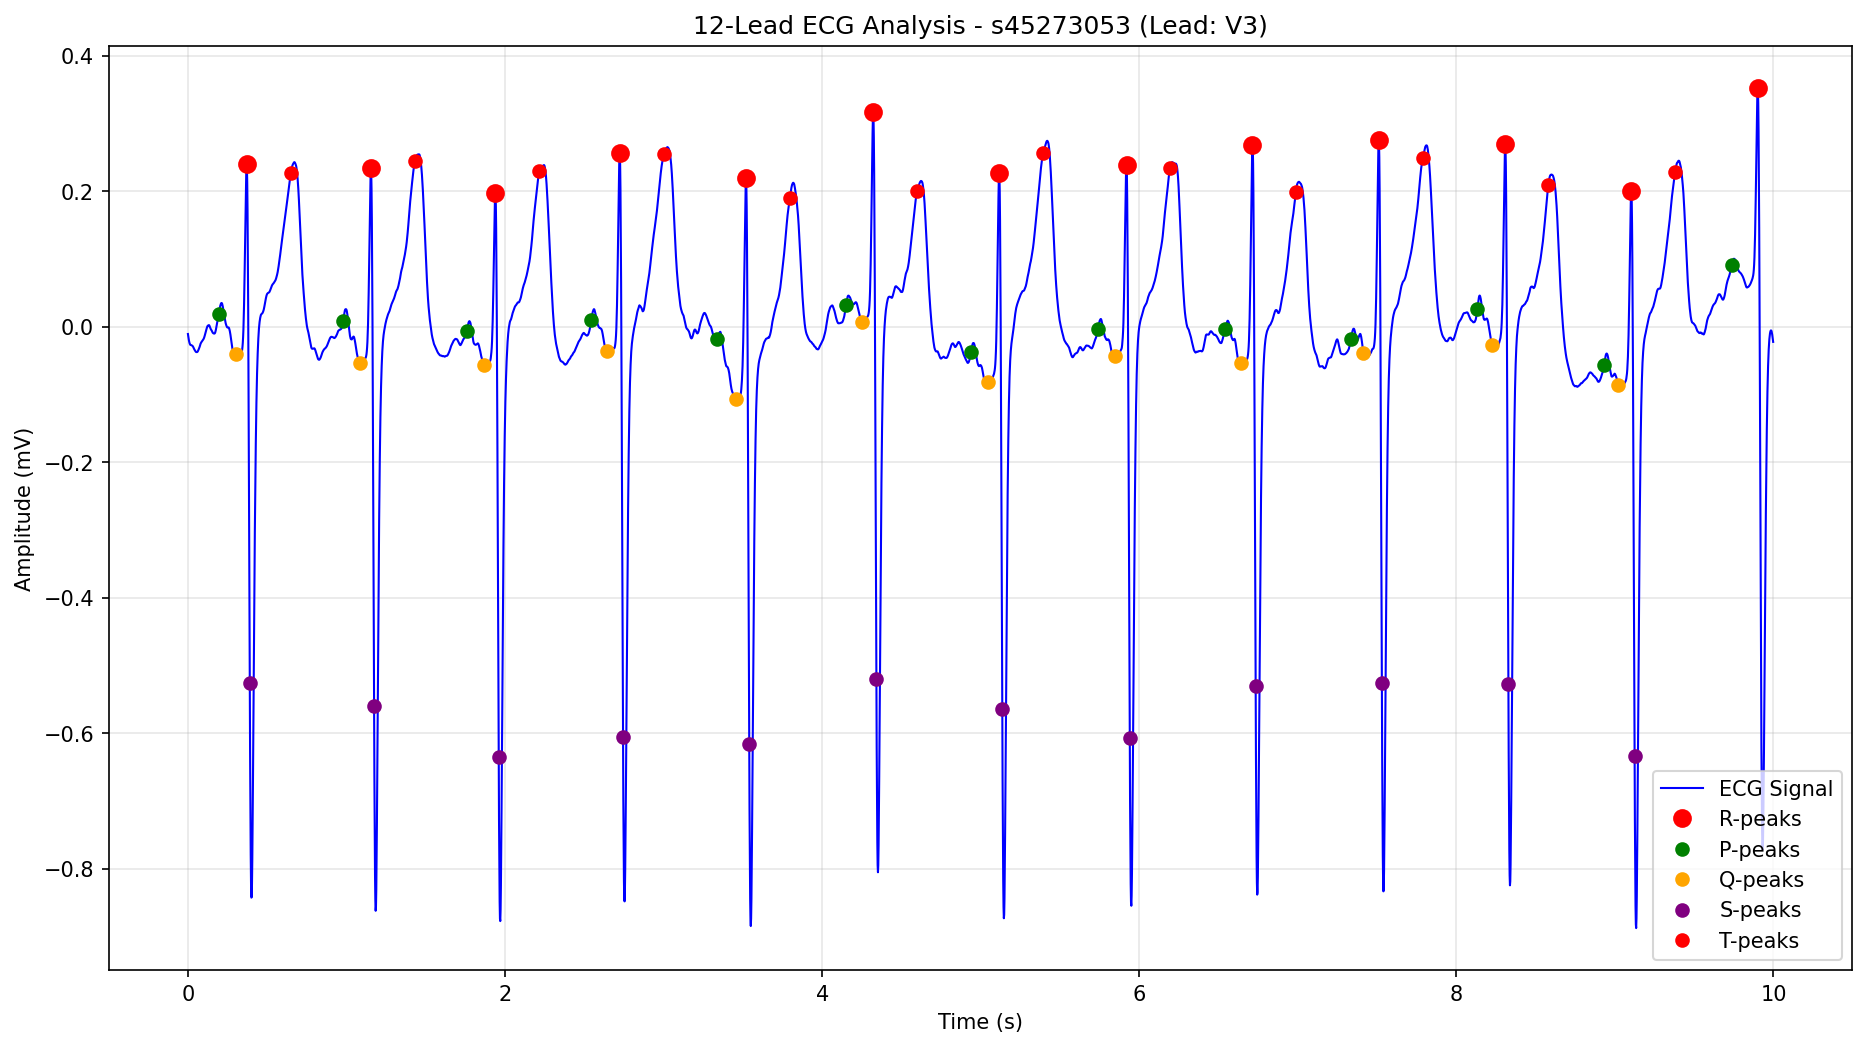 12-Lead ECG Analysis - s45273053 (Lead: V3)
Amplitude (mV)
0.4
0.2
0.0
−0.2
−0.4
−0.6
−0.8
0
2
4
6
8
10
Time (s)
ECG Signal
R-peaks
P-peaks
Q-peaks
S-peaks
T-peaks